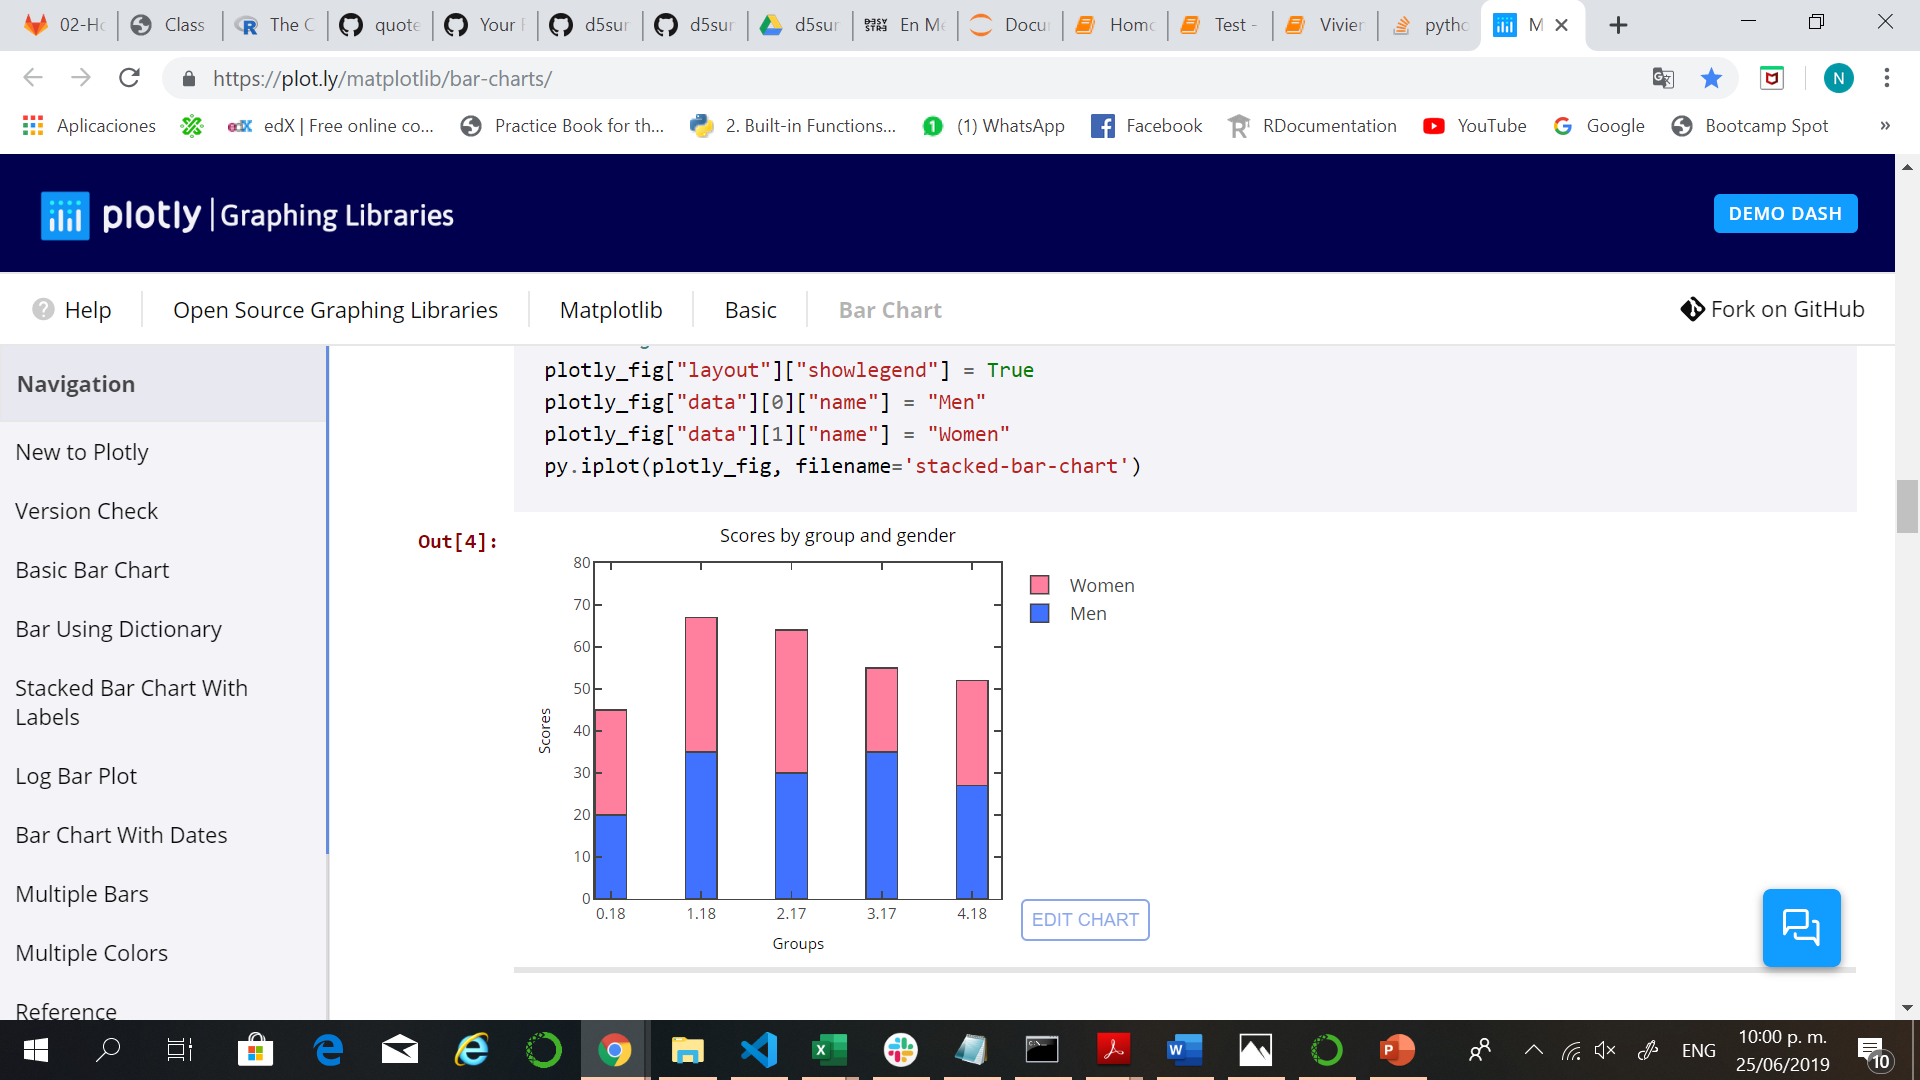 02-Ho
Class
The C
quote
Your F
d5sur
d5sur
d5sur
En Me
Docur
Home
Test -
Vivier
pytho
M
https://plot.ly/matplotlib/bar-charts/
N
Aplicaciones
edX | Free online co...
Practice Book for th...
2. Built-in Functions...
(1) WhatsApp
Facebook
RDocumentation
YouTube
Google
Bootcamp Spot
»
plotly | Graphing Libraries
DEMO DASH
Help
Open Source Graphing Libraries
Matplotlib
Basic
Bar Chart
Fork on GitHub
Navigation
New to Plotly
Version Check
Basic Bar Chart
Bar Using Dictionary
Stacked Bar Chart With
Labels
Log Bar Plot
Bar Chart With Dates
Multiple Bars
Multiple Colors
Reference
plotly_fig["layout"]["showlegend"] = True
plotly_fig["data"][0]["name"] = "Men"
plotly_fig["data"][1]["name"] = "Women"
py.iplot(plotly_fig, filename='stacked-bar-chart')
Out[4]:
Scores by group and gender
80
70
60
50
40
30
20
10
0
Scores
0.18
1.18
2.17
3.17
4.18
Groups
Women
Men
EDIT CHART
ENG
10:00 p. m.
25/06/2019
10